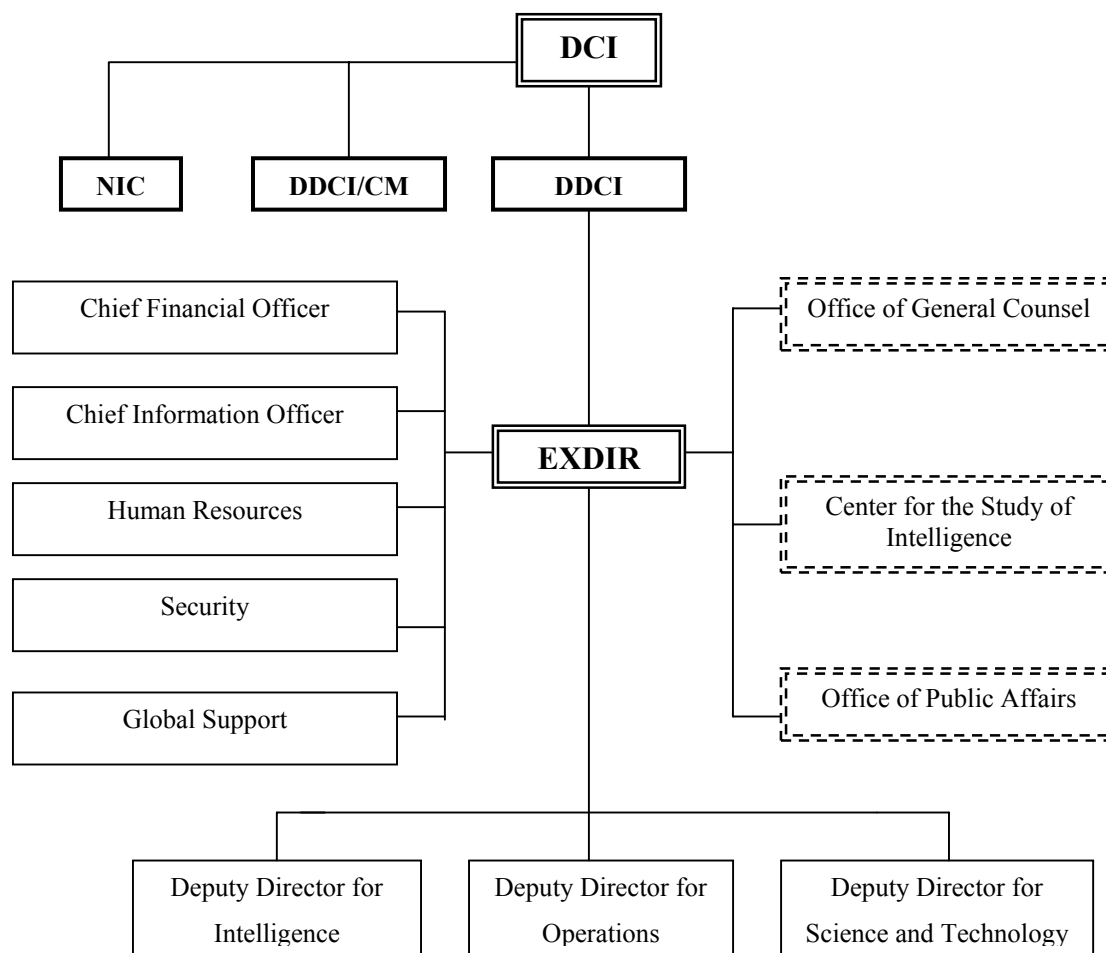 DCI
NIC
DDCI/CM
DDCI
Chief Financial Officer
Office of General Counsel
Chief Information Officer
EXDIR
Human Resources
Center for the Study of
Intelligence
Security
Global Support
Office of Public Affairs
Deputy Director for
Intelligence
Deputy Director for
Operations
Deputy Director for
Science and Technology